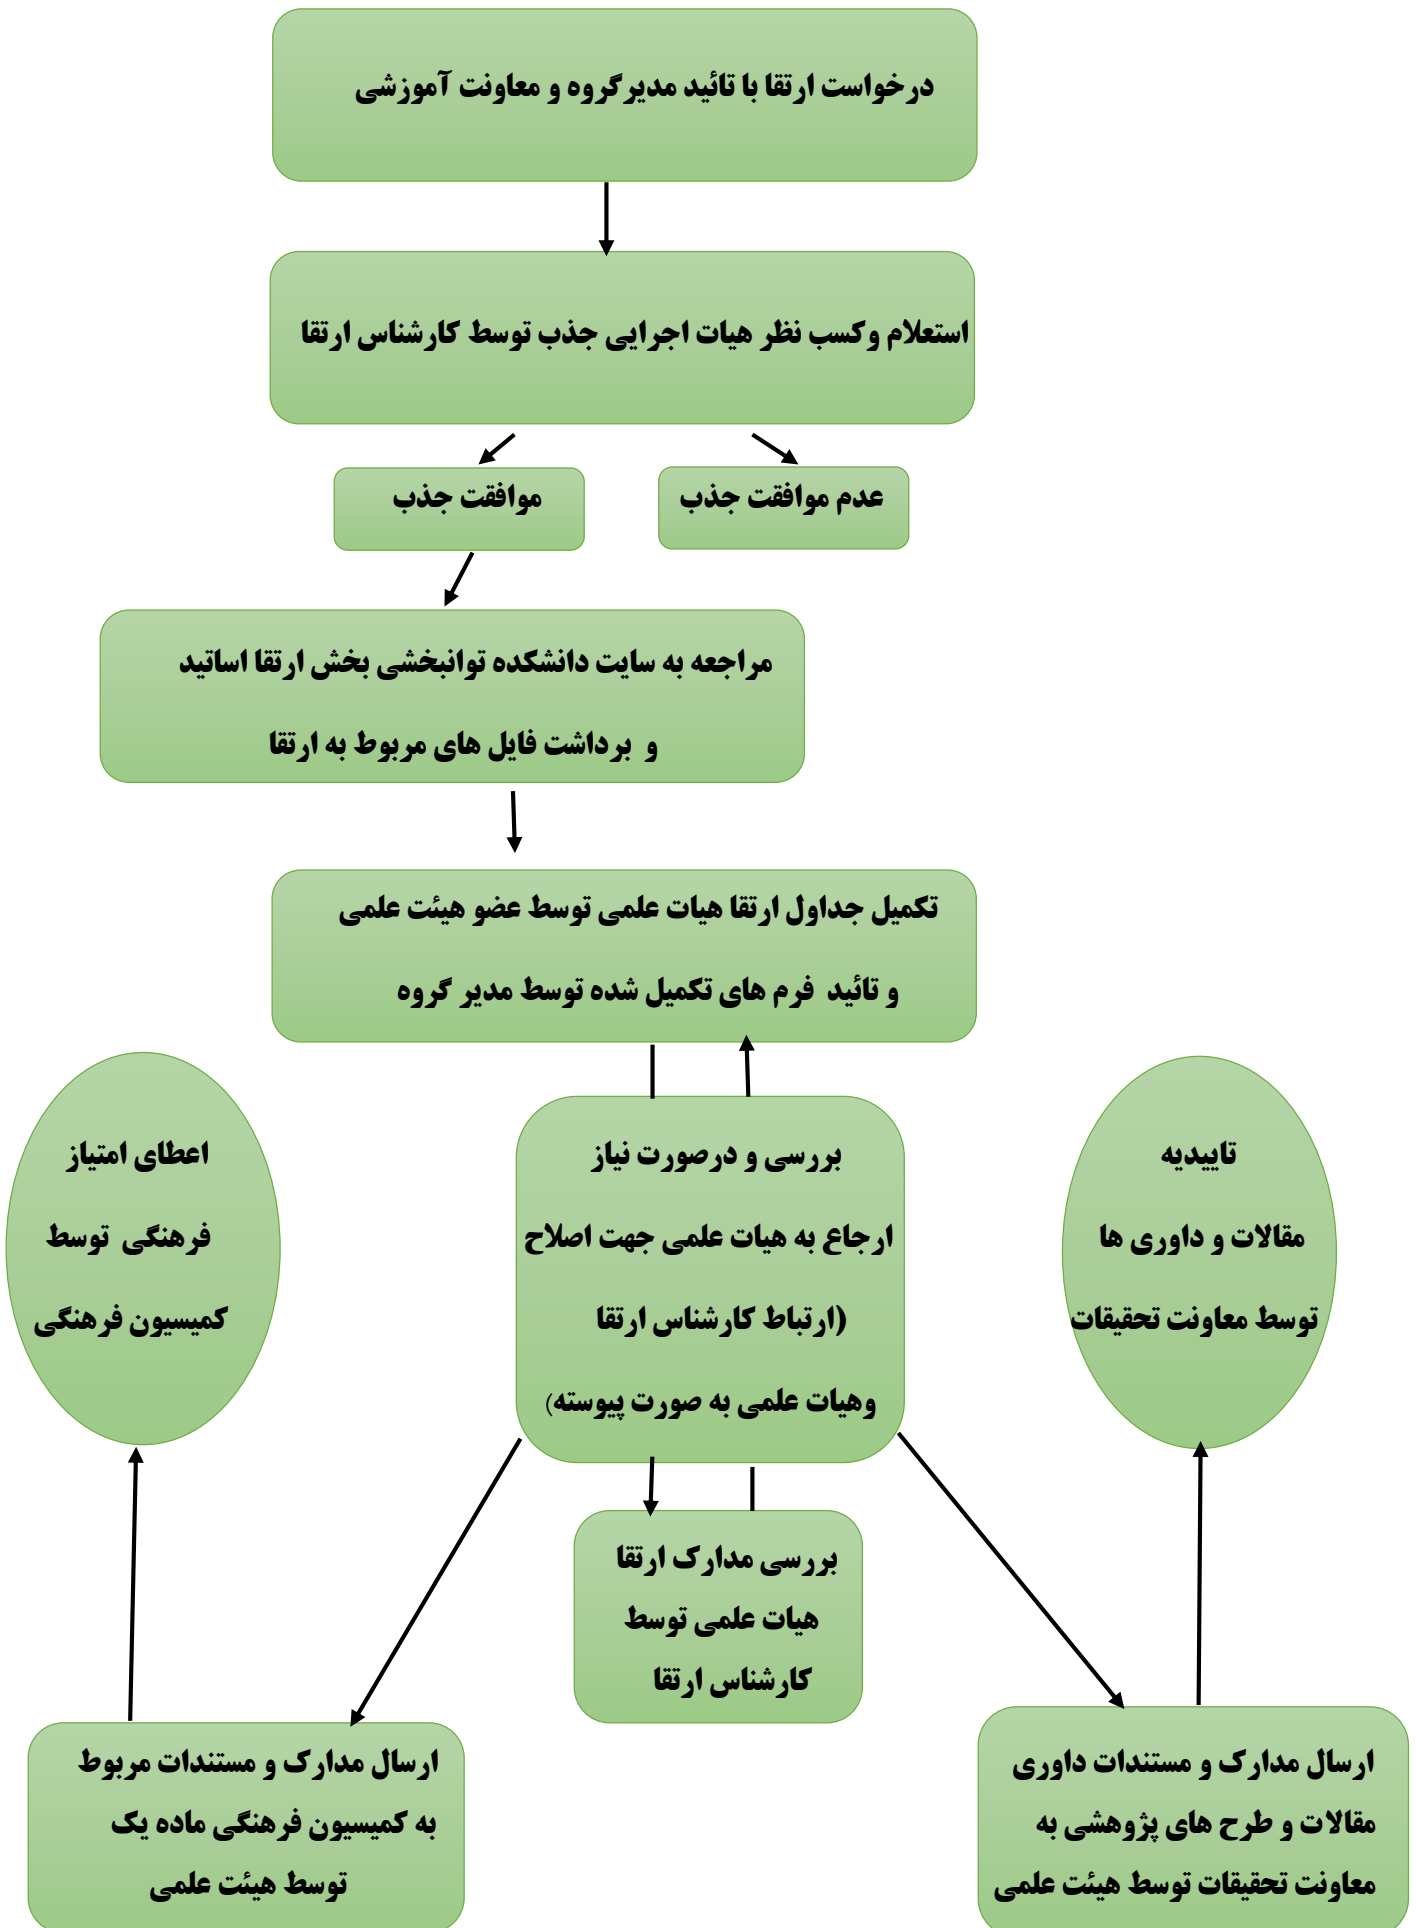 درخواست ارتقا با تائید مدیرگروه و معاونت آموزشی
استعلام وکسب نظر هیات اجرایی جذب توسط کارشناس ارتقا
عدم موافقت جذب
موافقت جذب
مراجعه به سایت دانشکده توانبخشی بخش ارتقا اساتید
و برداشت فایل های مربوط به ارتقا
تکمیل جداول ارتقا هیات علمی توسط عضو هیئت علمی
و تائید فرم های تکمیل شده توسط مدیر گروه
تاییدیه
مقالات و داوری ها
توسط معاونت تحقیقات
بررسی و درصورت نیاز
ارجاع به هیات علمی جهت اصلاح
(ارتباط کارشناس ارتقا
وهیات علمی به صورت پیوسته)
اعطای امتیاز
فرهنگی توسط
کمیسیون فرهنگی
بررسی مدارک ارتقا
هیات علمی توسط
کارشناس ارتقا
ارسال مدارک و مستندات داوری
مقالات و طرح های پژوهشی به
معاونت تحقیقات توسط هیئت علمی
ارسال مدارک و مستندات مربوط
به کمیسیون فرهنگی ماده یک
توسط هیئت علمی